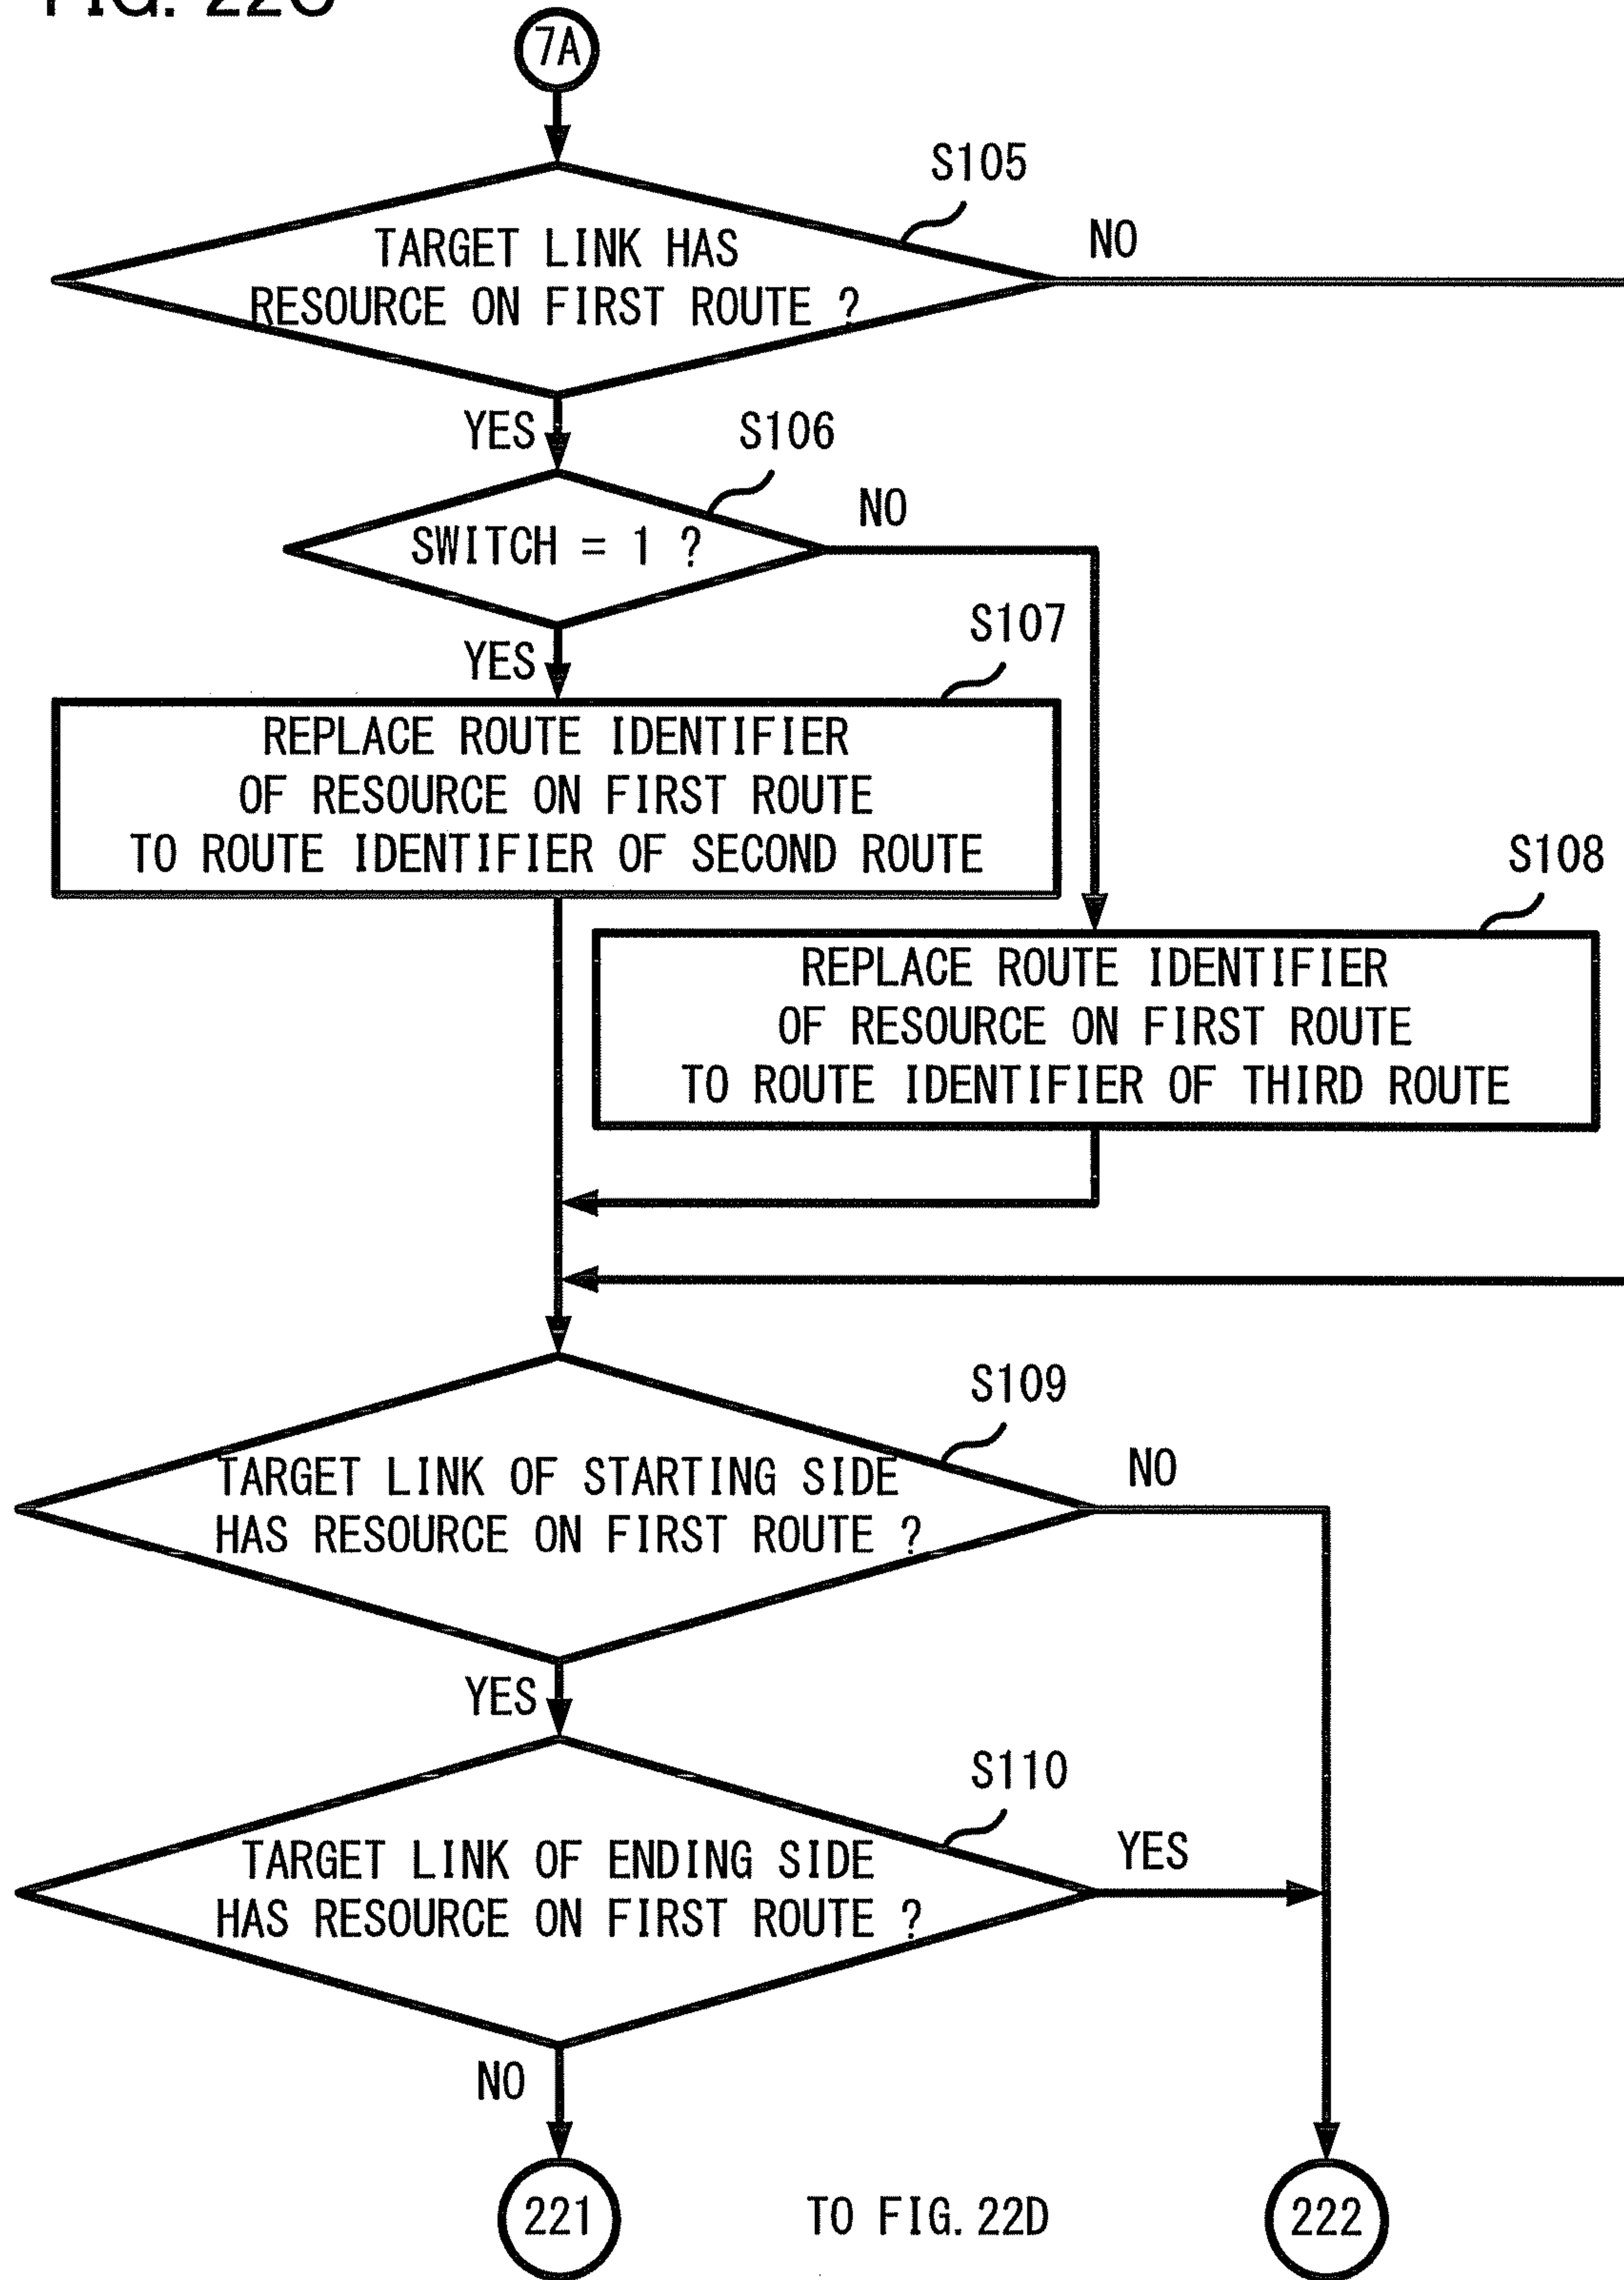 FIG. 22C
7A
S105
TARGET LINK HAS
RESOURCE ON FIRST ROUTE ?
NO
YES
S106
SWITCH = 1 ?
NO
YES
S107
REPLACE ROUTE IDENTIFIER
OF RESOURCE ON FIRST ROUTE
TO ROUTE IDENTIFIER OF SECOND ROUTE
S108
REPLACE ROUTE IDENTIFIER
OF RESOURCE ON FIRST ROUTE
TO ROUTE IDENTIFIER OF THIRD ROUTE
S109
TARGET LINK OF STARTING SIDE
HAS RESOURCE ON FIRST ROUTE ?
NO
YES
S110
TARGET LINK OF ENDING SIDE
HAS RESOURCE ON FIRST ROUTE ?
YES
NO
221
TO FIG. 22D
222